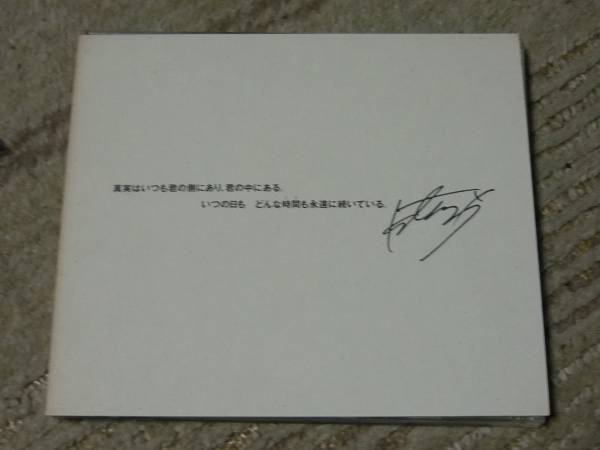 真実はいつも君の側にあり、君の中にある。
いつの日も　どんな時間も永遠に続いている。